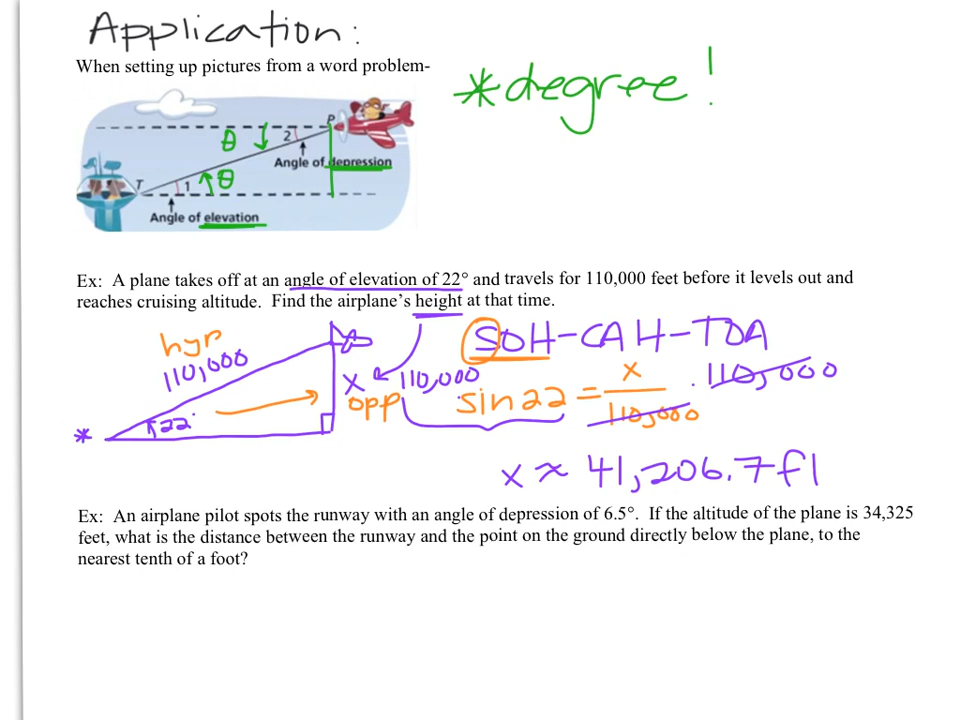 Application:
When setting up pictures from a word problem-
*degree!
P
θ ↓ 2
Angle of depression
T 1 ↑ θ
Angle of elevation
Ex: A plane takes off at an angle of elevation of 22° and travels for 110,000 feet before it levels out and
reaches cruising altitude. Find the airplane's height at that time.
hyp
110,000
SOH-CAH-TOA
x ← 110,000
opp
sin 22 = x / 110,000 · 110,000
* 22°
x ≈ 41,206.7 ft
Ex: An airplane pilot spots the runway with an angle of depression of 6.5°. If the altitude of the plane is 34,325
feet, what is the distance between the runway and the point on the ground directly below the plane, to the
nearest tenth of a foot?